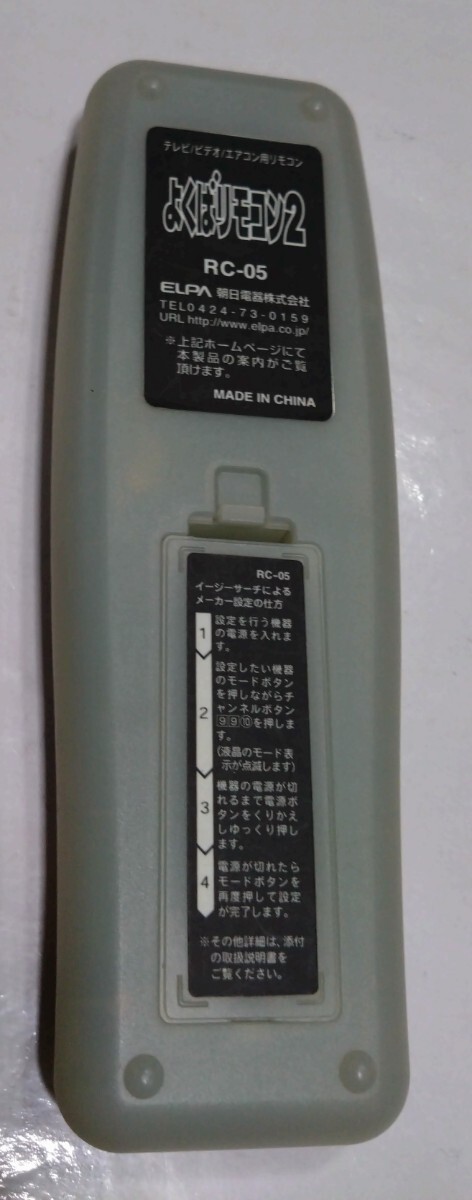 テレビ/ビデオ/エアコン用リモコン
よくばリモコン2
RC-05
ELPA 朝日電器株式会社
TEL0424-73-0159
URL http://www.elpa.co.jp/
※上記ホームページにて
本製品の案内がご覧
頂けます。
MADE IN CHINA
RC-05
イージーサーチによる
メーカー設定の仕方
1 設定を行う機器
の電源を入れま
す。
2 設定したい機器
のモードボタン
を押しながらチ
ャンネルボタン
⑨⑨⑩を押しま
す。
(液晶のモード表
示が点滅します)
3 機器の電源が切
れるまで電源ボ
タンをくりかえ
しゆっくり押し
ます。
4 電源が切れたら
モードボタンを
再度押して設定
が完了します。
※その他詳細は、添付
の取扱説明書を
ご覧ください。